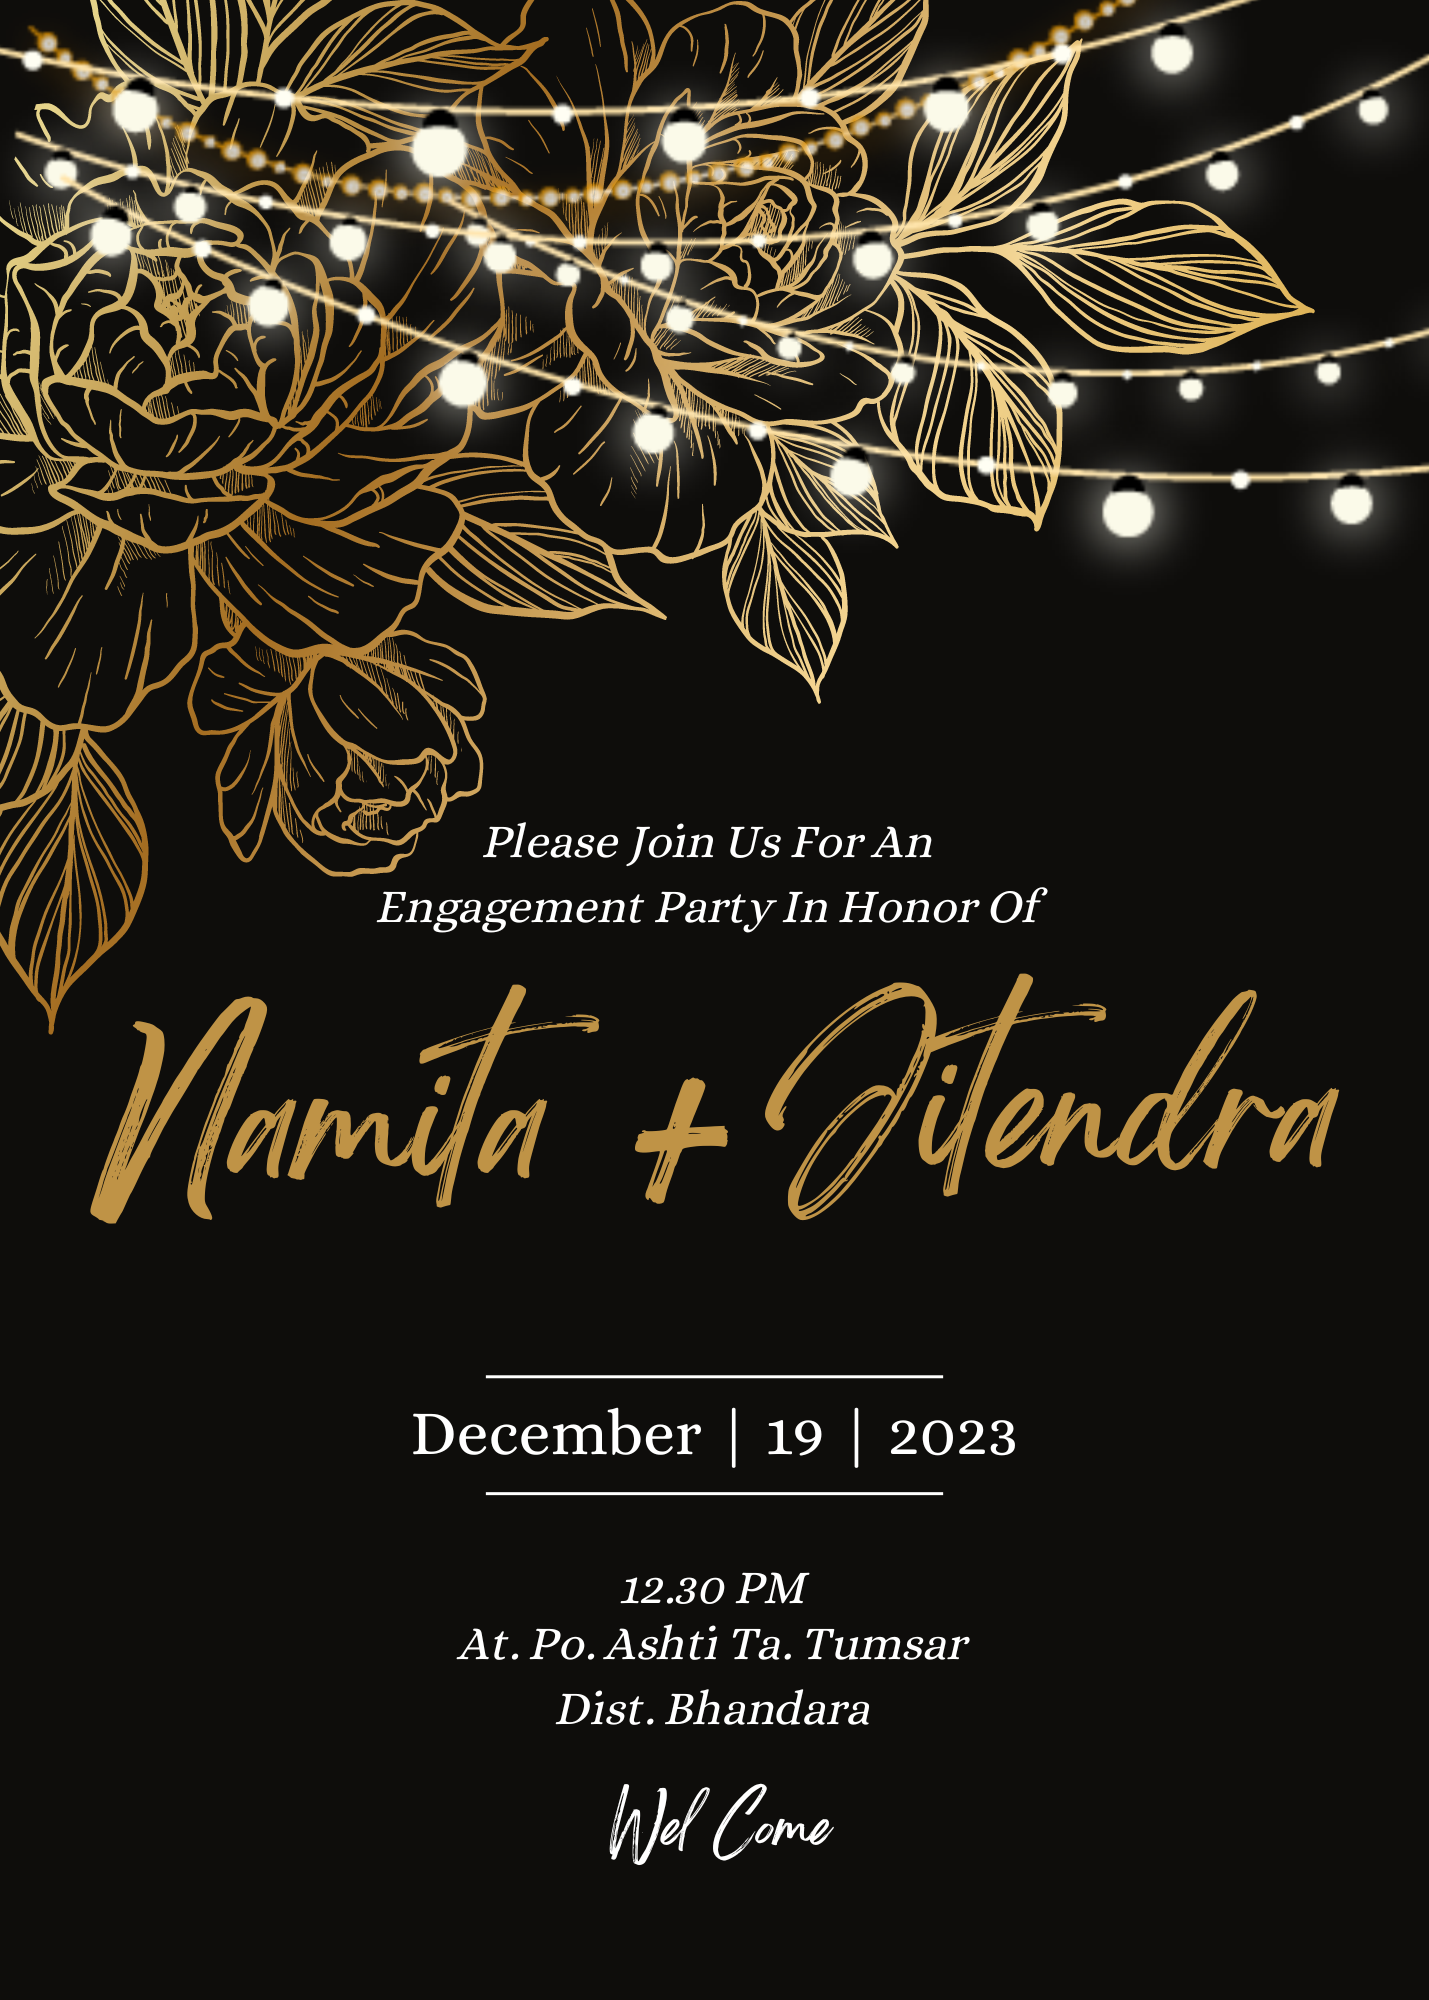 Please Join Us For An
Engagement Party In Honor Of
Namita + Jitendra
December | 19 | 2023
12.30 PM
At. Po. Ashti Ta. Tumsar
Dist. Bhandara
Wel Come